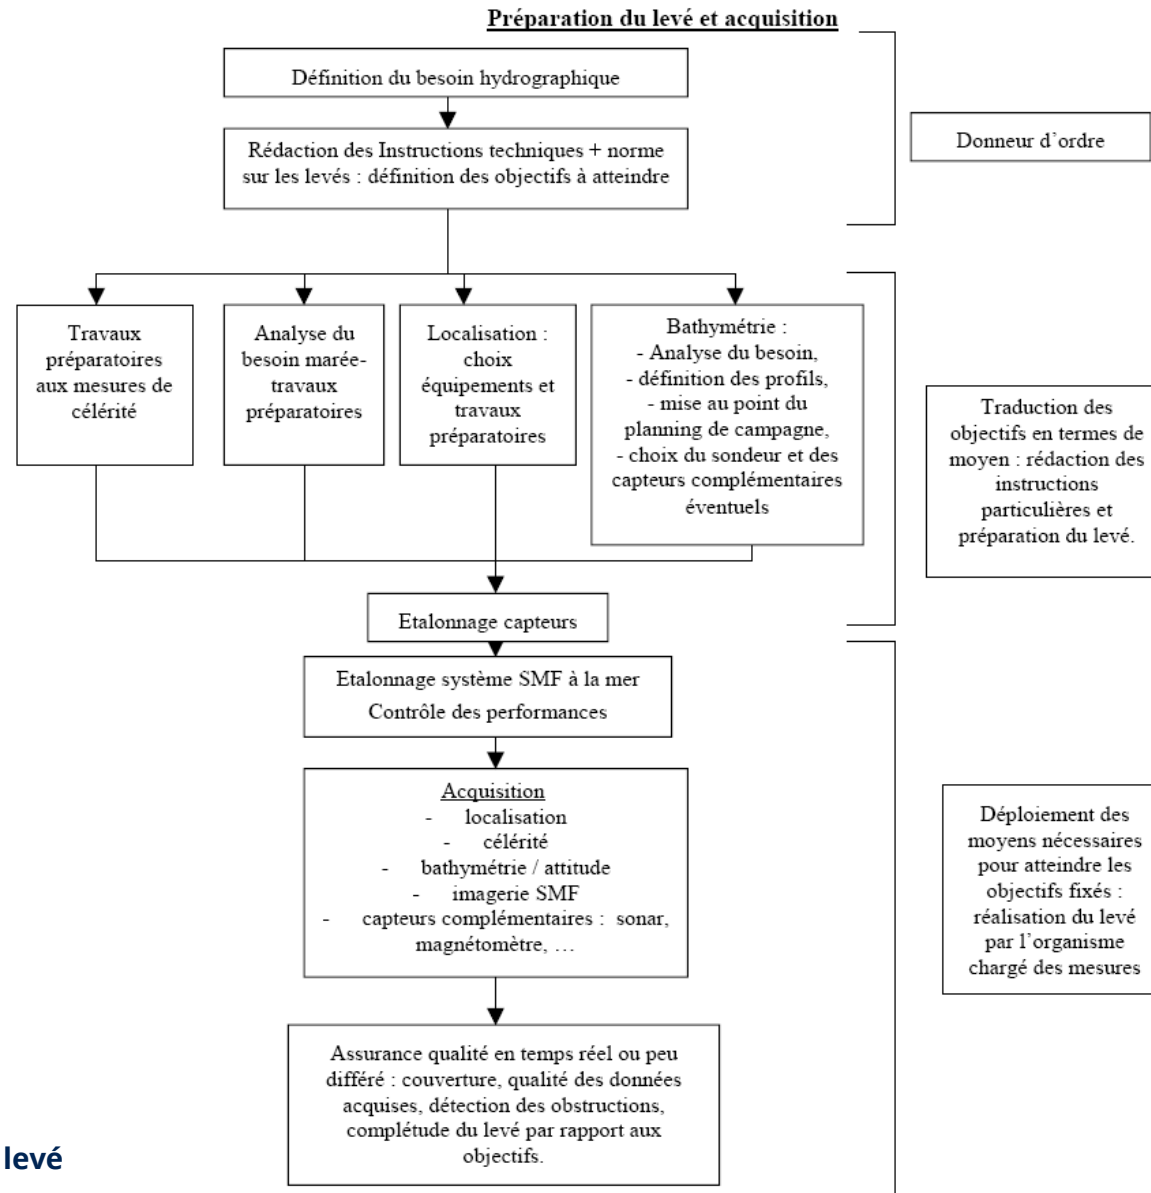 Préparation du levé et acquisition
Définition du besoin hydrographique
Rédaction des Instructions techniques + norme
sur les levés : définition des objectifs à atteindre
Donneur d’ordre
Travaux
préparatoires
aux mesures de
célérité
Analyse du
besoin marée-
travaux
préparatoires
Localisation :
choix
équipements et
travaux
préparatoires
Bathymétrie :
- Analyse du besoin,
- définition des profils,
- mise au point du
planning de campagne,
- choix du sondeur et des
capteurs complémentaires
éventuels
Traduction des
objectifs en termes de
moyen : rédaction des
instructions
particulières et
préparation du levé.
Etalonnage capteurs
Etalonnage système SMF à la mer
Contrôle des performances
Acquisition
- localisation
- célérité
- bathymétrie / attitude
- imagerie SMF
- capteurs complémentaires : sonar,
magnétomètre, …
Déploiement des
moyens nécessaires
pour atteindre les
objectifs fixés :
réalisation du levé
par l’organisme
chargé des mesures
Assurance qualité en temps réel ou peu
différé : couverture, qualité des données
acquises, détection des obstructions,
complétude du levé par rapport aux
objectifs.
levé